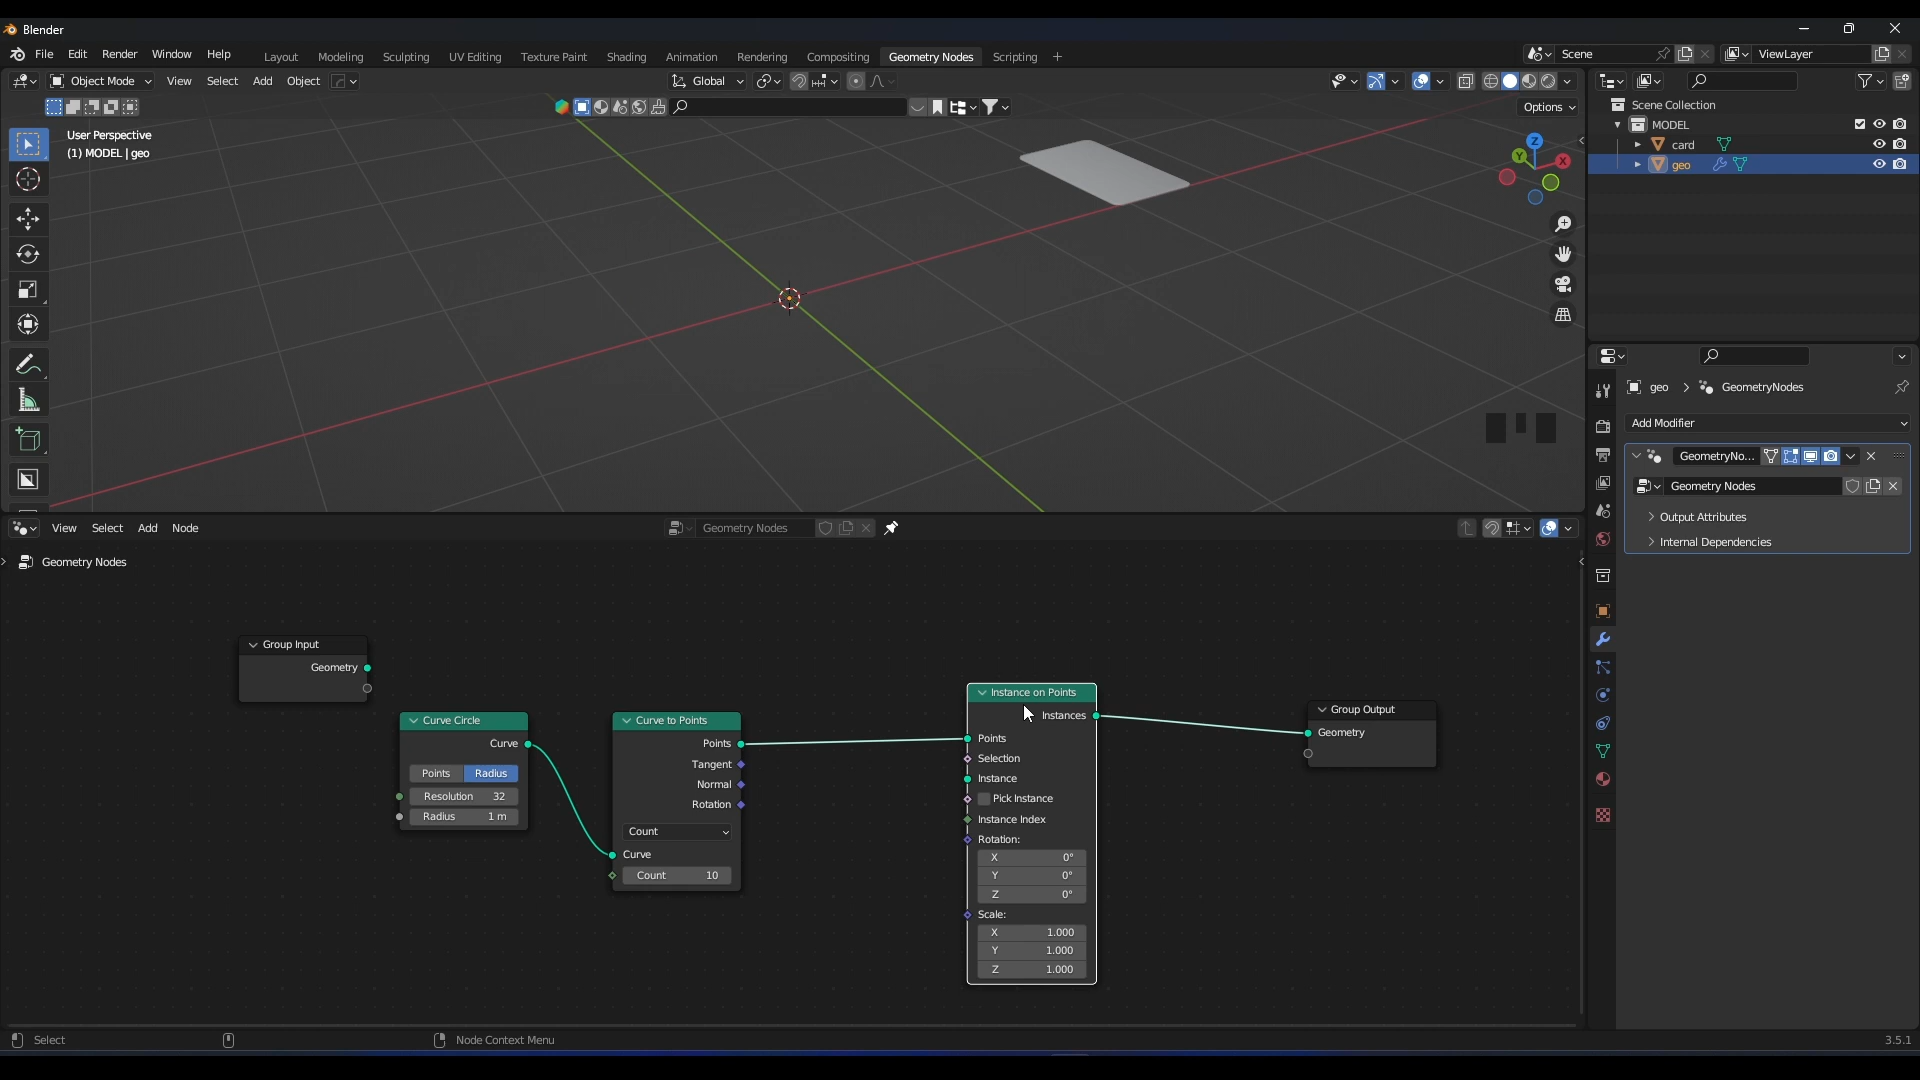 Blender
File Edit Render Window Help Layout Modeling Sculpting UV Editing Texture Paint Shading Animation Rendering Compositing Geometry Nodes Scripting + Scene ViewLayer
Object Mode View Select Add Object Global
Options
User Perspective
(1) MODEL | geo
Z
Y
X
Scene Collection
MODEL
card
geo
geo > GeometryNodes
Add Modifier
GeometryNo...
Geometry Nodes
Output Attributes
Internal Dependencies
View Select Add Node Geometry Nodes
Geometry Nodes
Group Input
Geometry
Curve Circle
Curve
Points Radius
Resolution 32
Radius 1 m
Curve to Points
Points
Tangent
Normal
Rotation
Count
Curve
Count 10
Instance on Points
Instances
Points
Selection
Instance
Pick Instance
Instance Index
Rotation:
X 0°
Y 0°
Z 0°
Scale:
X 1.000
Y 1.000
Z 1.000
Group Output
Geometry
Select Node Context Menu 3.5.1